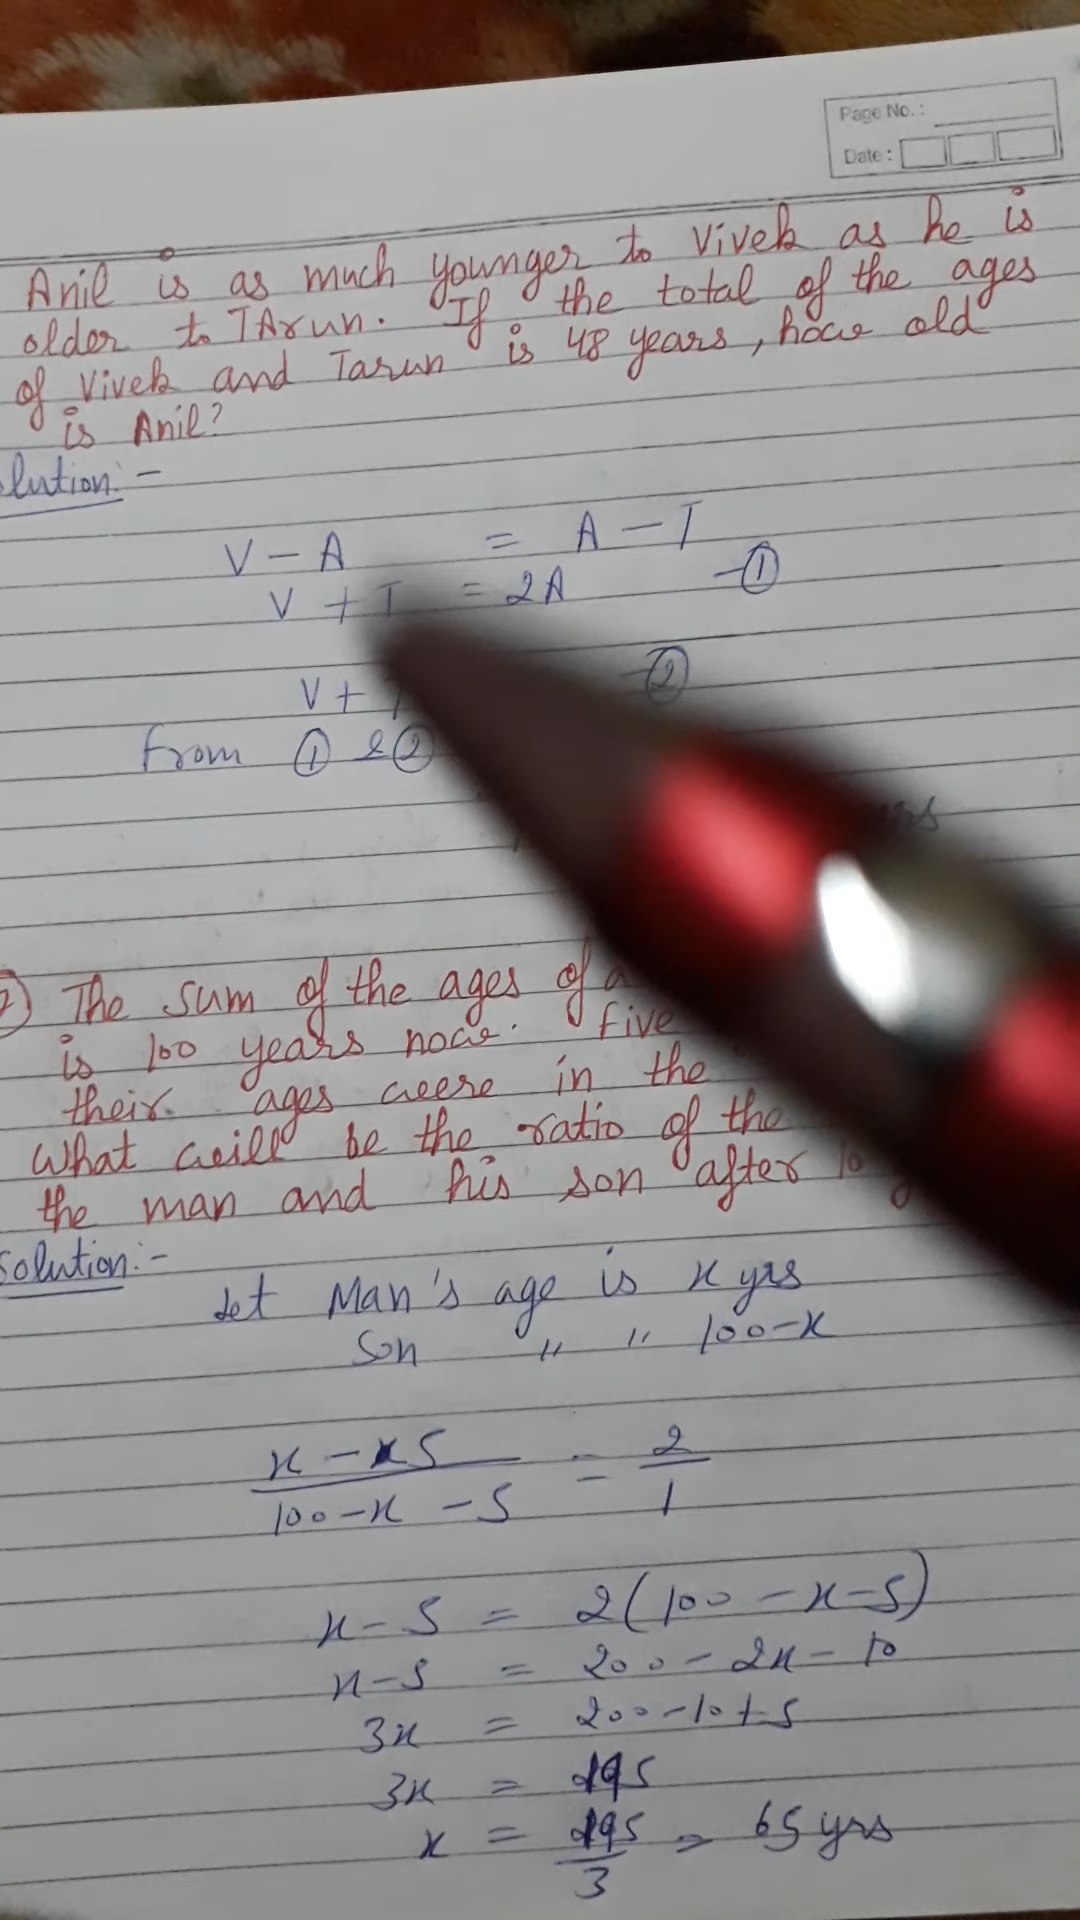 Page No. :
Date :
Anil is as much younger to Vivek as he is
older to TArun. If the total of the ages
of Vivek and Tarun is 48 years, how old
is Anil?
lution:-
V - A = A - T
V + T = 2A -①
V + ②
from ① & ②
The sum of the ages of a
is 100 years now. five
their ages were in the
What will be the ratio of the
the man and his son after 10
Solution:-
Let Man's age is x yrs
Son " " 100-x
x - 5 / 100-x - 5 = 2/1
x - 5 = 2(100 - x - 5)
x - 5 = 200 - 2x - 10
3x = 200-10+5
3x = 195
x = 195/3 = 65 yrs